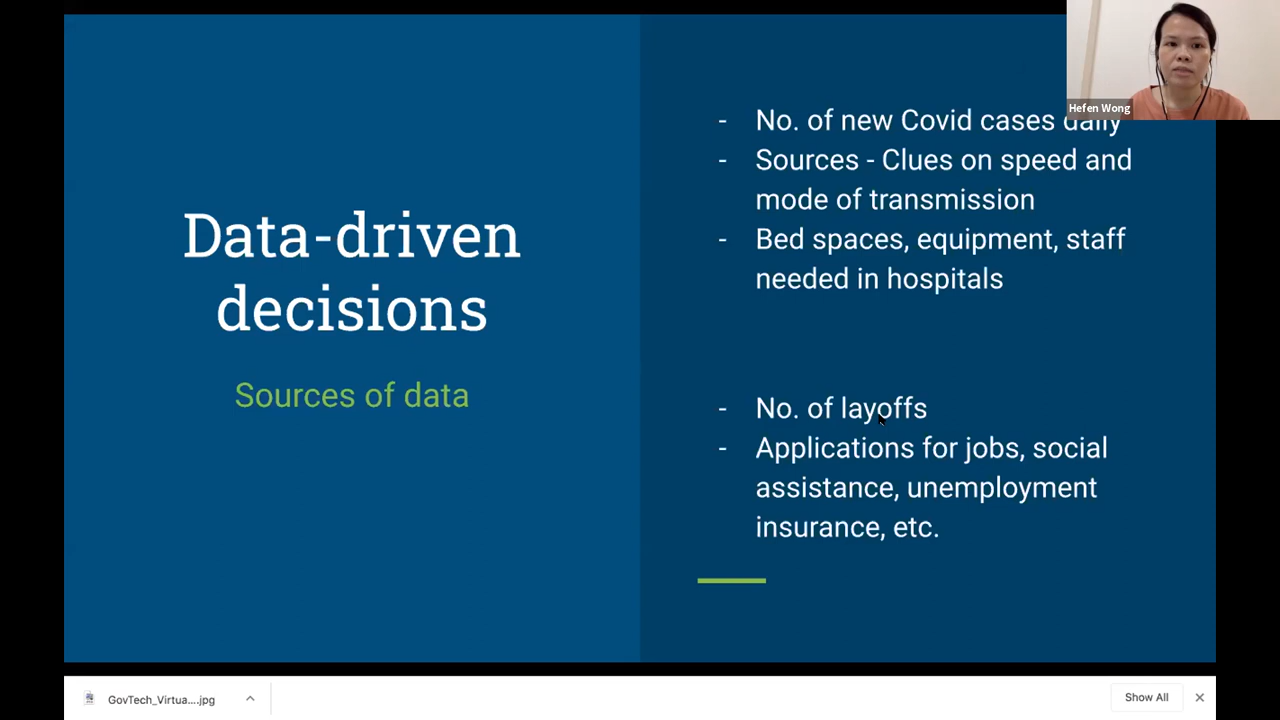 Hefen Wong
Data-driven
decisions
Sources of data
- No. of new Covid cases daily
- Sources - Clues on speed and
mode of transmission
- Bed spaces, equipment, staff
needed in hospitals
- No. of layoffs
- Applications for jobs, social
assistance, unemployment
insurance, etc.
GovTech_Virtua....jpg
Show All